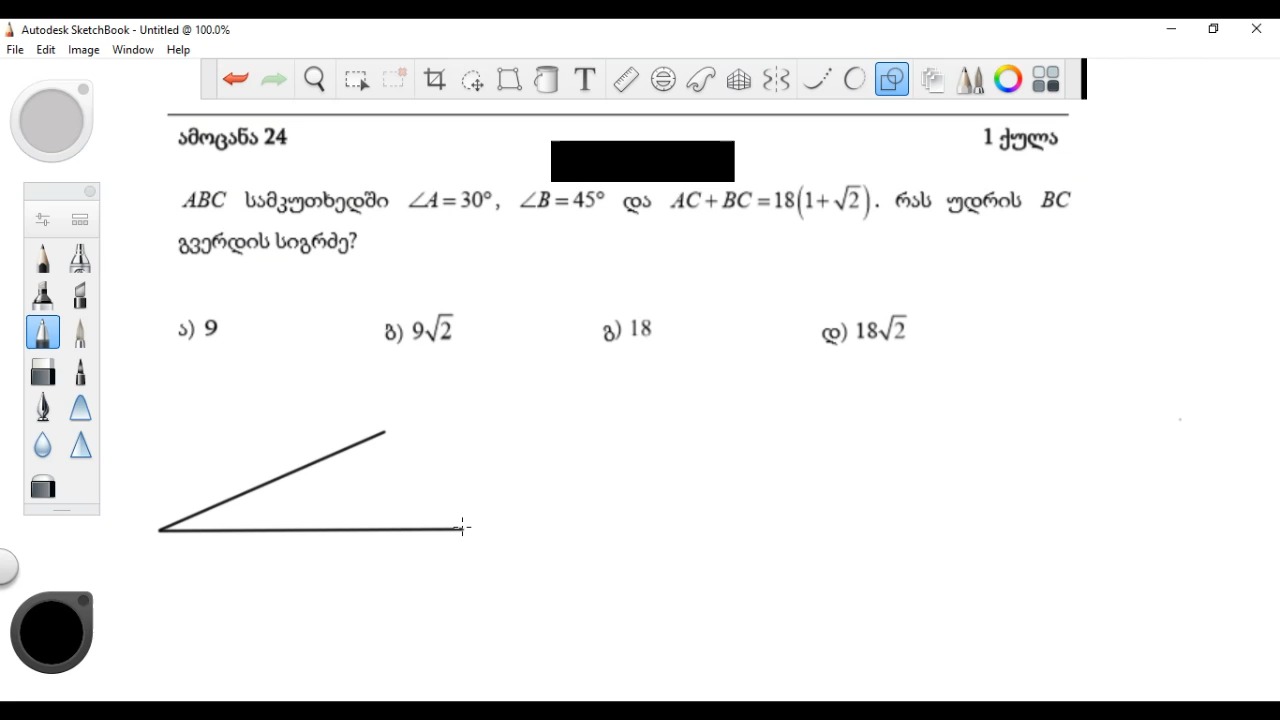 Autodesk SketchBook - Untitled @ 100.0%
File Edit Image Window Help
T
ამოცანა 24 1 ქულა
ABC სამკუთხედში ∠A = 30°, ∠B = 45° და AC + BC = 18(1+√2). რას უდრის BC
გვერდის სიგრძე?
ა) 9 ბ) 9√2 გ) 18 დ) 18√2